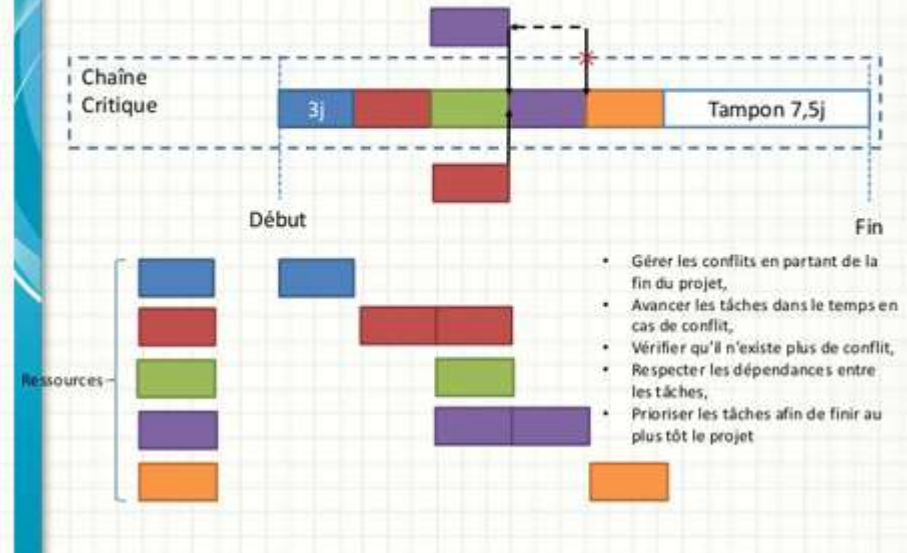 Chaîne
Critique
3j
Tampon 7,5j
Début
Fin
Ressources
• Gérer les conflits en partant de la
fin du projet,
• Avancer les tâches dans le temps en
cas de conflit,
• Vérifier qu'il n'existe plus de conflit,
• Respecter les dépendances entre
les tâches,
• Prioriser les tâches afin de finir au
plus tôt le projet